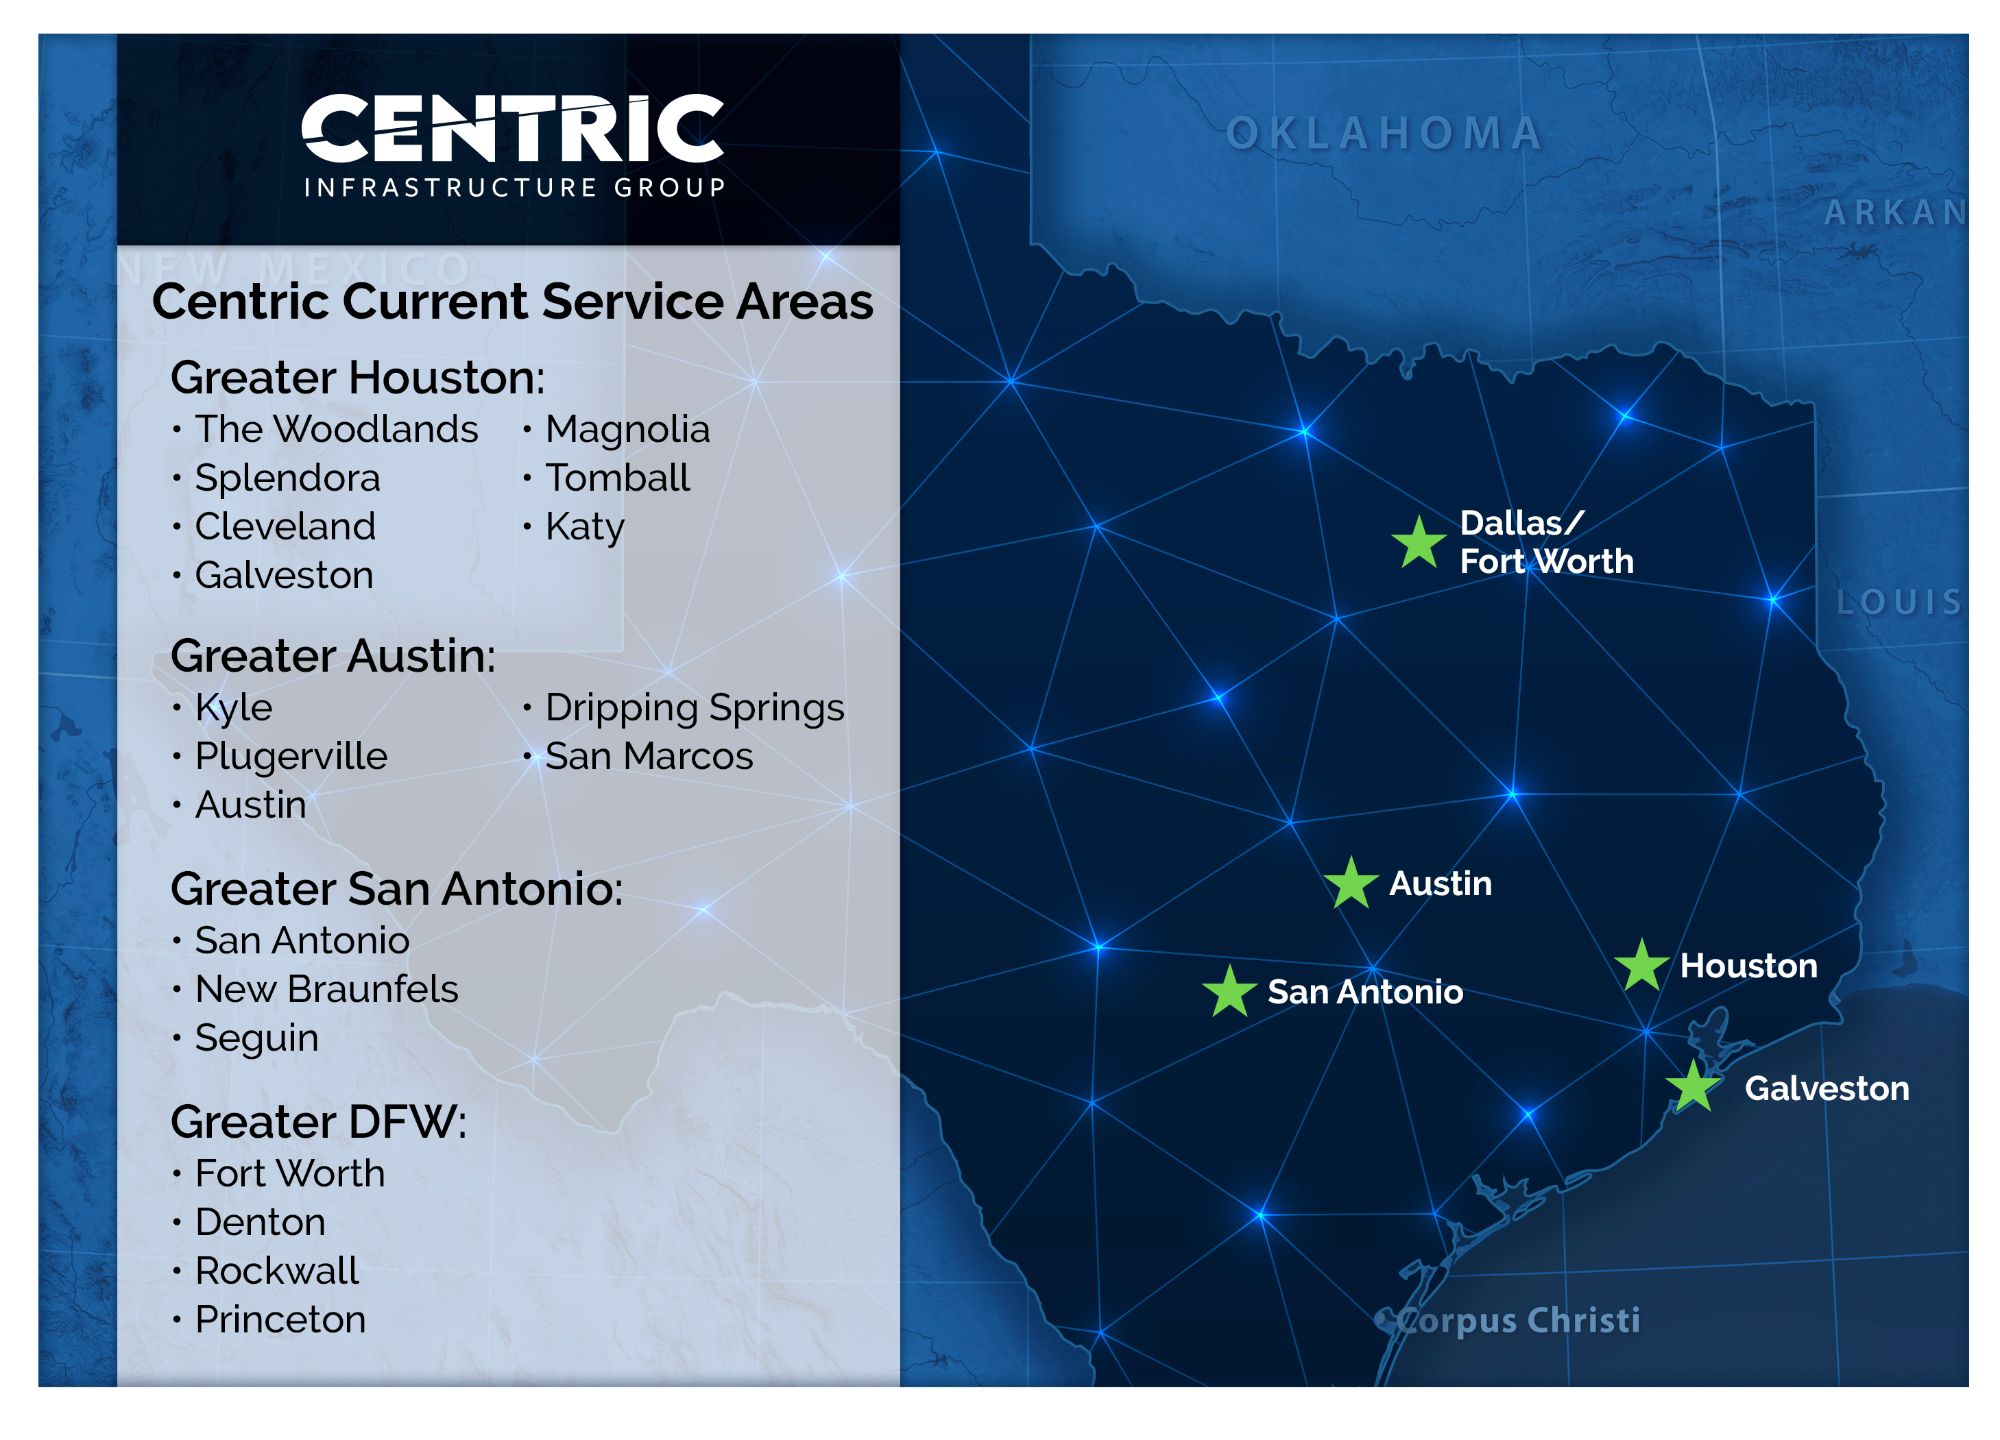 CENTRIC
INFRASTRUCTURE GROUP
NEW MEXICO
Centric Current Service Areas
Greater Houston:
• The Woodlands
• Splendora
• Cleveland
• Galveston
• Magnolia
• Tomball
• Katy
Greater Austin:
• Kyle
• Plugerville
• Austin
• Dripping Springs
• San Marcos
Greater San Antonio:
• San Antonio
• New Braunfels
• Seguin
Greater DFW:
• Fort Worth
• Denton
• Rockwall
• Princeton
OKLAHOMA
ARKAN
Dallas/
Fort Worth
LOUIS
Austin
Houston
San Antonio
Galveston
Corpus Christi